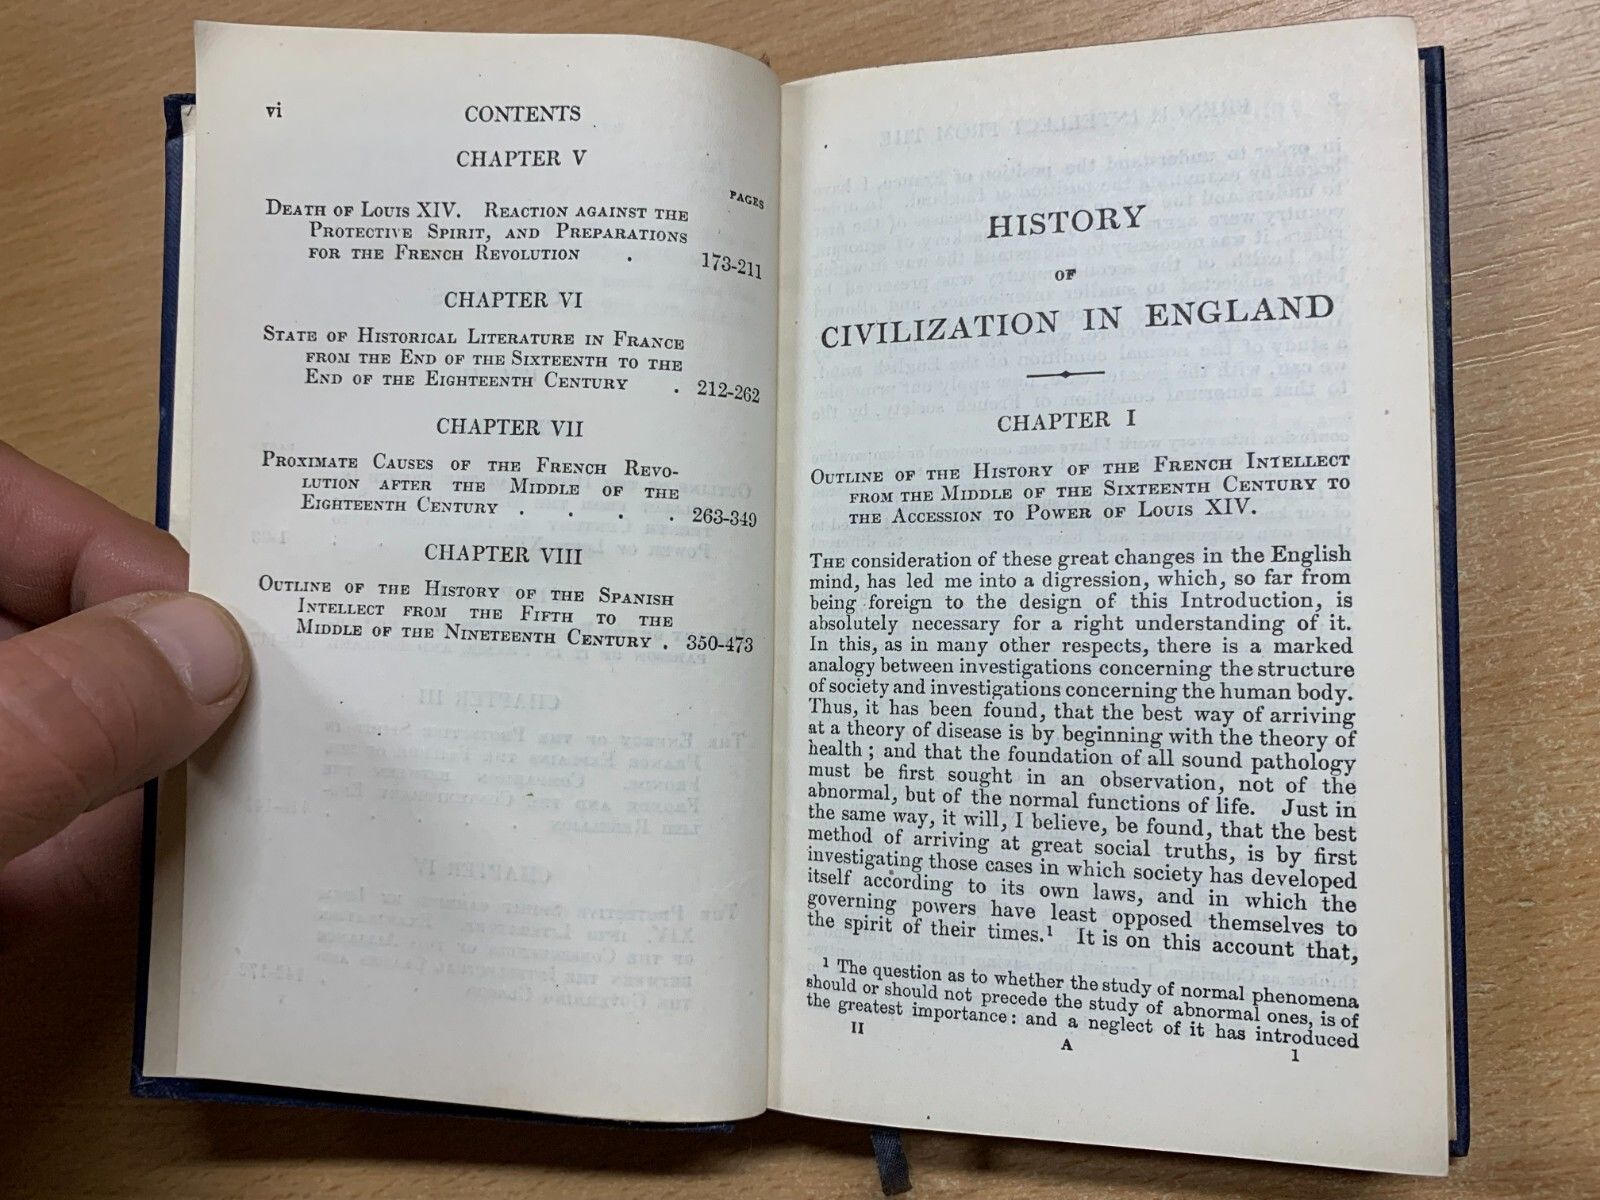 vi CONTENTS
CHAPTER V
PAGES
DEATH OF LOUIS XIV. REACTION AGAINST THE
PROTECTIVE SPIRIT, AND PREPARATIONS
FOR THE FRENCH REVOLUTION . 173-211
CHAPTER VI
STATE OF HISTORICAL LITERATURE IN FRANCE
FROM THE END OF THE SIXTEENTH TO THE
END OF THE EIGHTEENTH CENTURY . 212-262
CHAPTER VII
PROXIMATE CAUSES OF THE FRENCH REVO-
LUTION AFTER THE MIDDLE OF THE
EIGHTEENTH CENTURY . . . . 263-349
CHAPTER VIII
OUTLINE OF THE HISTORY OF THE SPANISH
INTELLECT FROM THE FIFTH TO THE
MIDDLE OF THE NINETEENTH CENTURY . 350-473
HISTORY
OF
CIVILIZATION IN ENGLAND
CHAPTER I
OUTLINE OF THE HISTORY OF THE FRENCH INTELLECT
FROM THE MIDDLE OF THE SIXTEENTH CENTURY TO
THE ACCESSION TO POWER OF LOUIS XIV.
THE consideration of these great changes in the English
mind, has led me into a digression, which, so far from
being foreign to the design of this Introduction, is
absolutely necessary for a right understanding of it.
In this, as in many other respects, there is a marked
analogy between investigations concerning the structure
of society and investigations concerning the human body.
Thus, it has been found, that the best way of arriving
at a theory of disease is by beginning with the theory of
health ; and that the foundation of all sound pathology
must be first sought in an observation, not of the
abnormal, but of the normal functions of life. Just in
the same way, it will, I believe, be found, that the best
method of arriving at great social truths, is by first
investigating those cases in which society has developed
itself according to its own laws, and in which the
governing powers have least opposed themselves to
the spirit of their times.¹ It is on this account that,
¹ The question as to whether the study of normal phenomena
should or should not precede the study of abnormal ones, is of
the greatest importance: and a neglect of it has introduced
II A 1